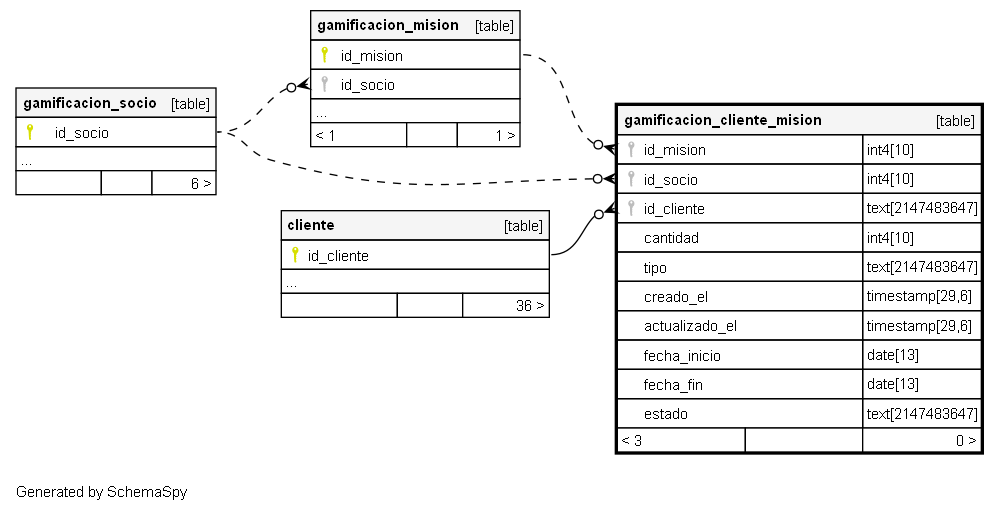 gamificacion_mision [table]
id_mision
id_socio
...
< 1 1 >
gamificacion_socio [table]
id_socio
...
6 >
cliente [table]
id_cliente
...
36 >
gamificacion_cliente_mision [table]
id_mision int4[10]
id_socio int4[10]
id_cliente text[2147483647]
cantidad int4[10]
tipo text[2147483647]
creado_el timestamp[29,6]
actualizado_el timestamp[29,6]
fecha_inicio date[13]
fecha_fin date[13]
estado text[2147483647]
< 3 0 >
Generated by SchemaSpy